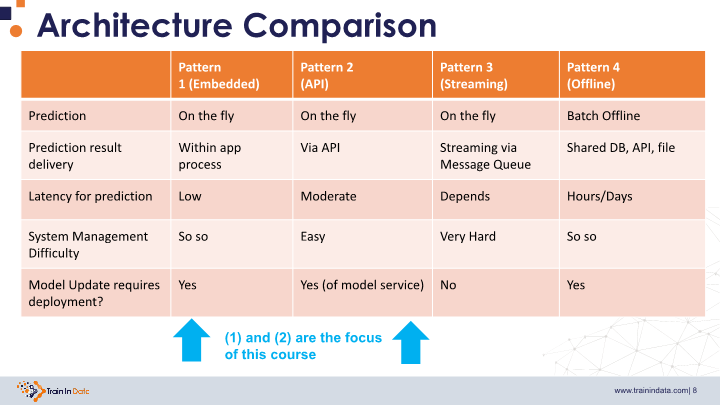 Architecture Comparison
Pattern 1 (Embedded)
Pattern 2 (API)
Pattern 3 (Streaming)
Pattern 4 (Offline)
Prediction
On the fly
On the fly
On the fly
Batch Offline
Prediction result delivery
Within app process
Via API
Streaming via Message Queue
Shared DB, API, file
Latency for prediction
Low
Moderate
Depends
Hours/Days
System Management Difficulty
So so
Easy
Very Hard
So so
Model Update requires deployment?
Yes
Yes (of model service)
No
Yes
(1) and (2) are the focus
of this course
Train In Data
www.trainindata.com| 8